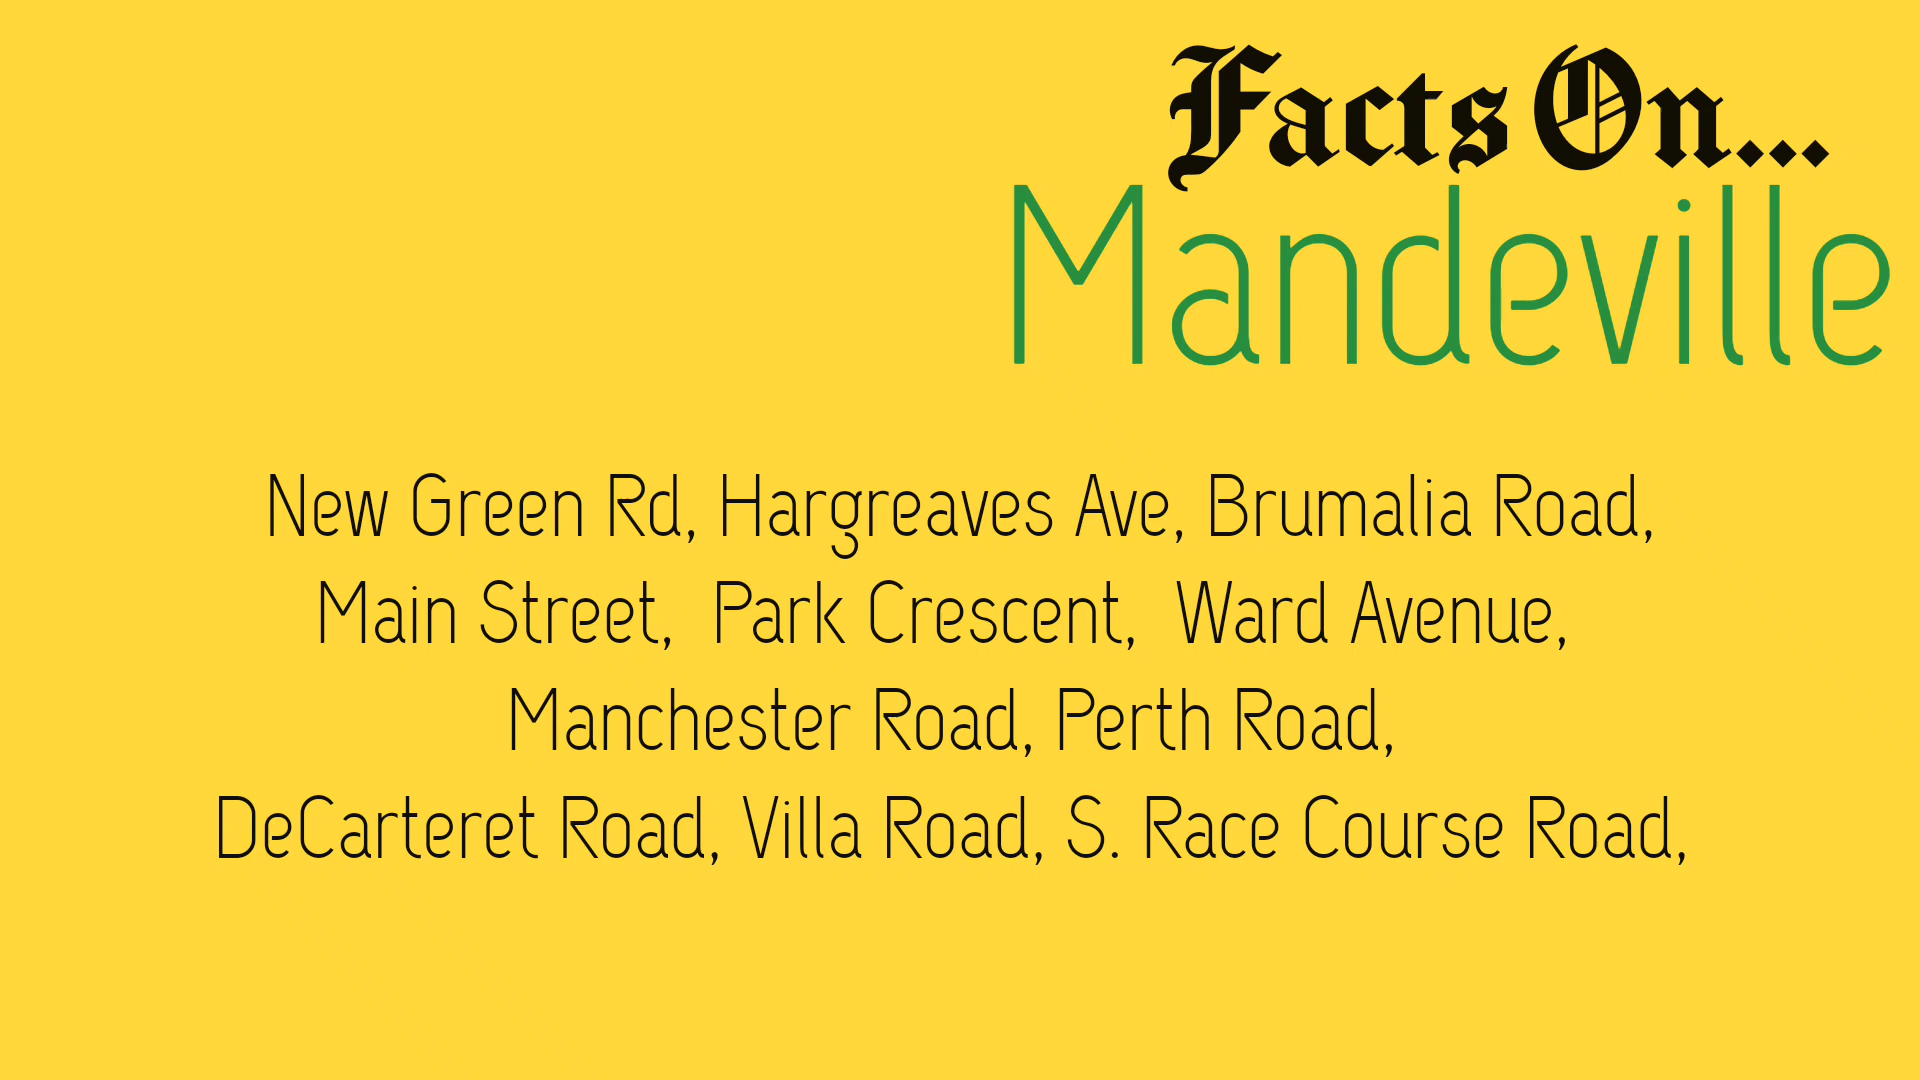 Facts On...
Mandeville
New Green Rd, Hargreaves Ave, Brumalia Road,
Main Street,  Park Crescent,  Ward Avenue,
Manchester Road, Perth Road,
DeCarteret Road, Villa Road, S. Race Course Road,